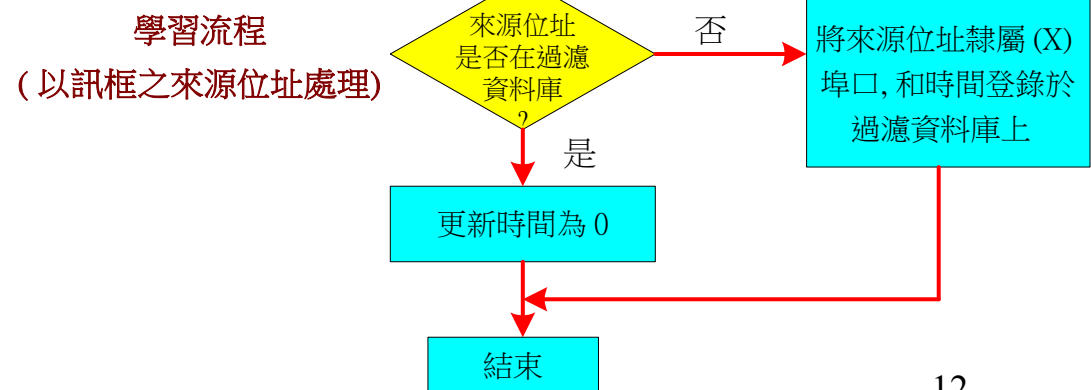 學習流程
( 以訊框之來源位址處理)
來源位址
是否在過濾
資料庫
?
否
將來源位址隸屬 (X)
埠口, 和時間登錄於
過濾資料庫上
是
更新時間為 0
結束
12